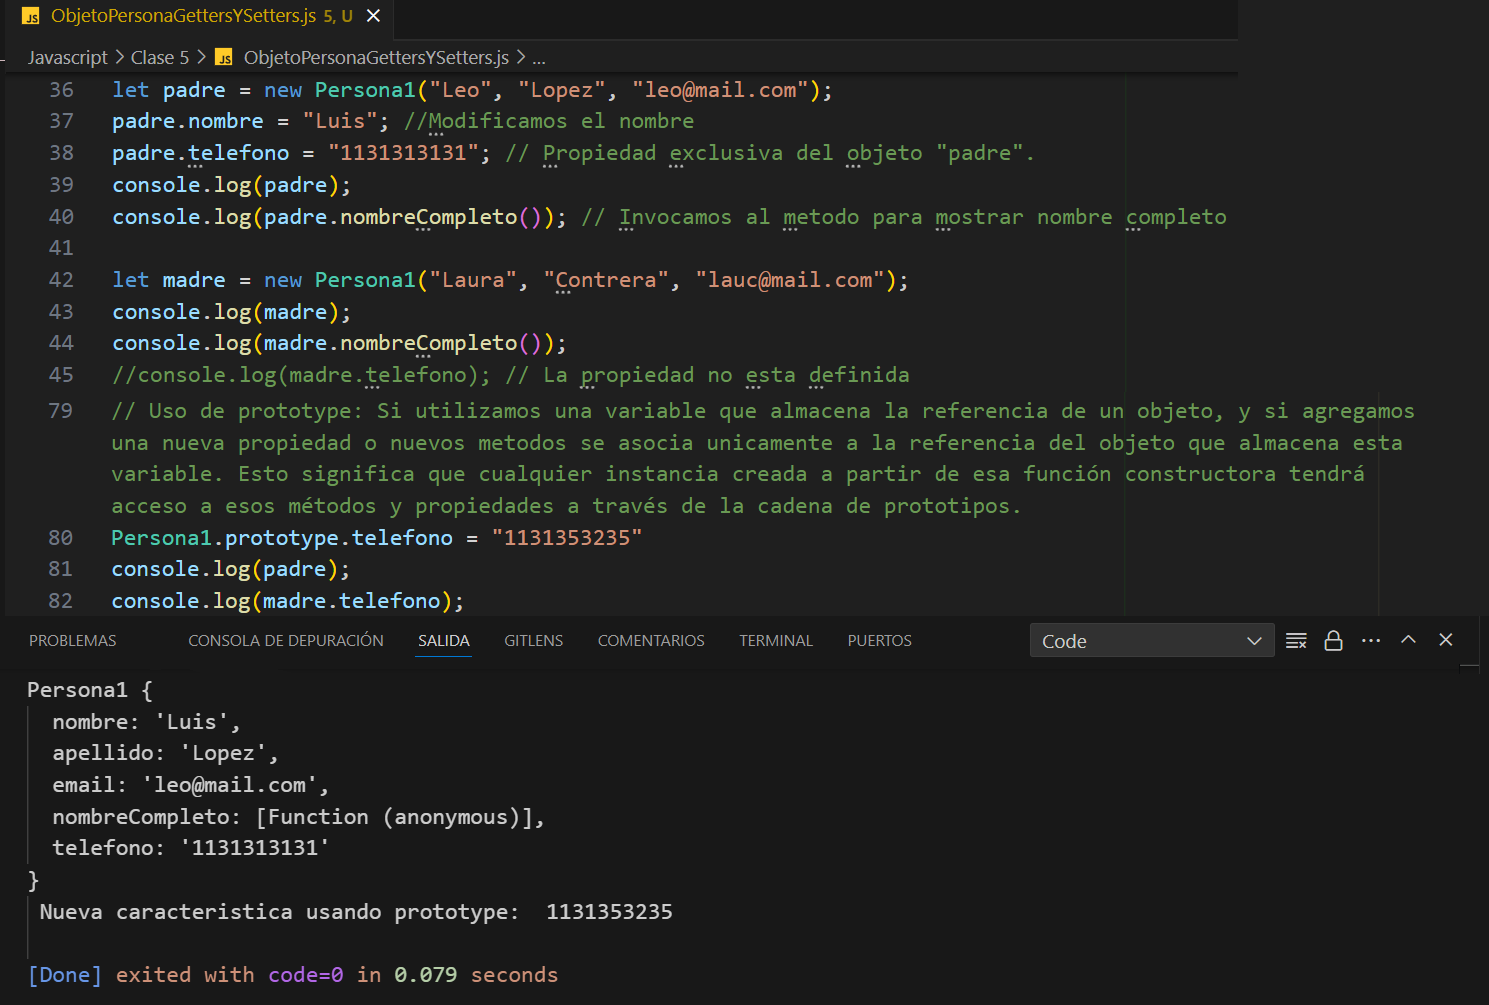 JS ObjetoPersonaGettersYSetters.js 5, U
Javascript > Clase 5 > JS ObjetoPersonaGettersYSetters.js > ...
36 let padre = new Persona1("Leo", "Lopez", "leo@mail.com");
37 padre.nombre = "Luis"; //Modificamos el nombre
38 padre.telefono = "1131313131"; // Propiedad exclusiva del objeto "padre".
39 console.log(padre);
40 console.log(padre.nombreCompleto()); // Invocamos al metodo para mostrar nombre completo
41
42 let madre = new Persona1("Laura", "Contrera", "lauc@mail.com");
43 console.log(madre);
44 console.log(madre.nombreCompleto());
45 //console.log(madre.telefono); // La propiedad no esta definida
79 // Uso de prototype: Si utilizamos una variable que almacena la referencia de un objeto, y si agregamos
una nueva propiedad o nuevos metodos se asocia unicamente a la referencia del objeto que almacena esta
variable. Esto significa que cualquier instancia creada a partir de esa función constructora tendrá
acceso a esos métodos y propiedades a través de la cadena de prototipos.
80 Persona1.prototype.telefono = "1131353235"
81 console.log(padre);
82 console.log(madre.telefono);
PROBLEMAS CONSOLA DE DEPURACIÓN SALIDA GITLENS COMENTARIOS TERMINAL PUERTOS Code
Persona1 {
nombre: 'Luis',
apellido: 'Lopez',
email: 'leo@mail.com',
nombreCompleto: [Function (anonymous)],
telefono: '1131313131'
}
Nueva caracteristica usando prototype:  1131353235
[Done] exited with code=0 in 0.079 seconds